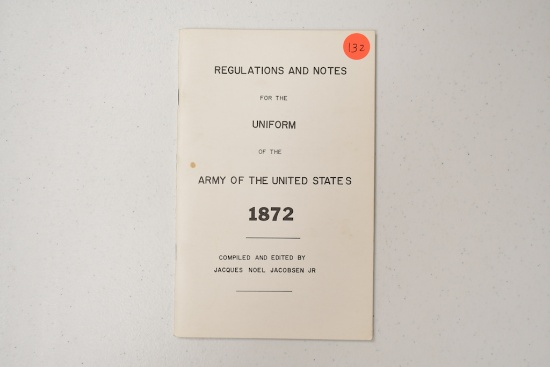 132
REGULATIONS AND NOTES
FOR THE
UNIFORM
OF THE
ARMY OF THE UNITED STATES
1872
COMPILED AND EDITED BY
JACQUES NOEL JACOBSEN JR